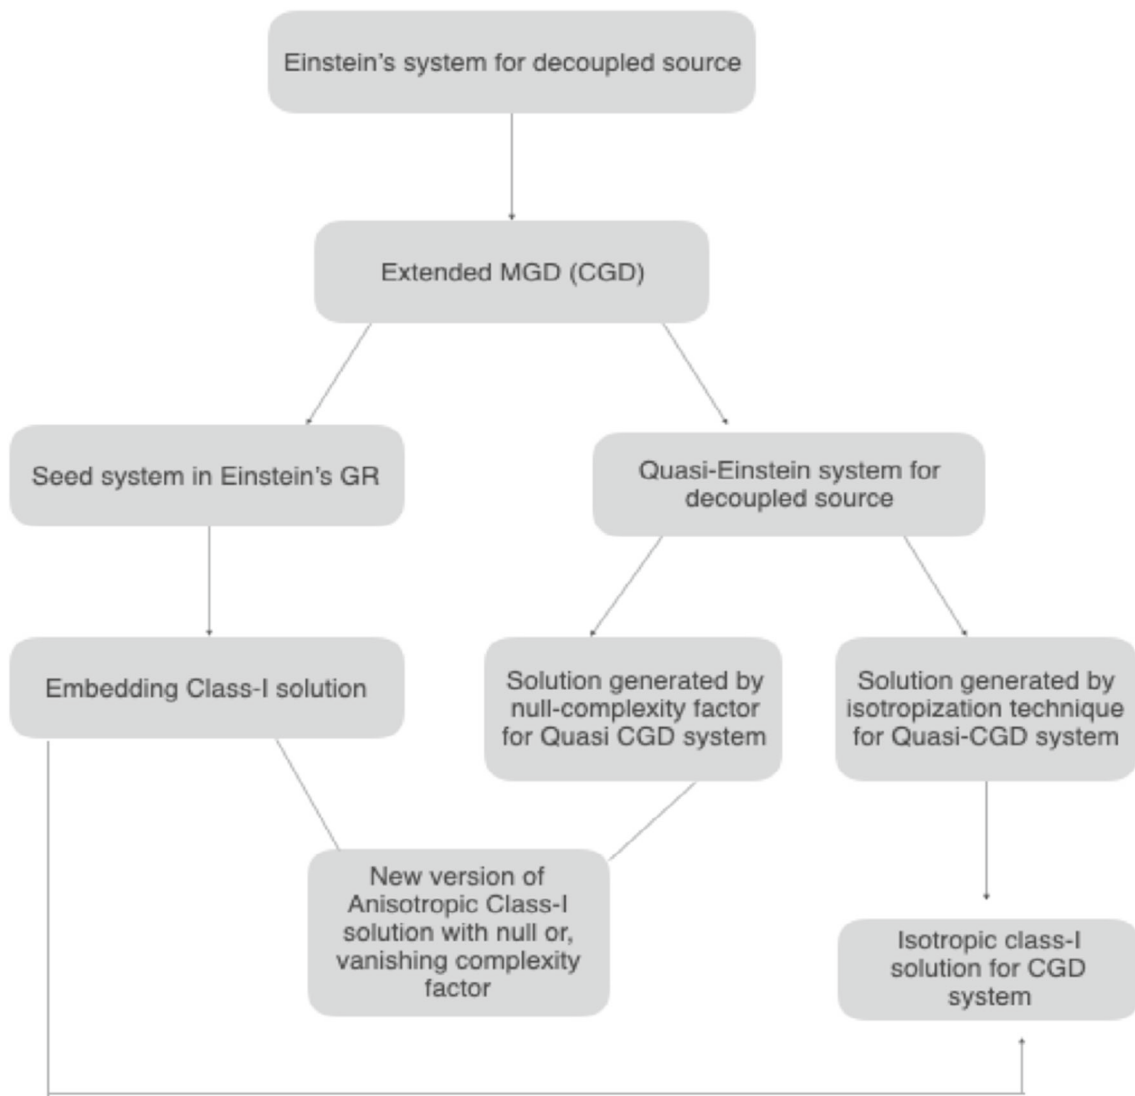 Einstein's system for decoupled source
Extended MGD (CGD)
Seed system in Einstein's GR
Quasi-Einstein system for
decoupled source
Embedding Class-I solution
Solution generated by
null-complexity factor
for Quasi CGD system
Solution generated by
isotropization technique
for Quasi-CGD system
New version of
Anisotropic Class-I
solution with null or,
vanishing complexity
factor
Isotropic class-I
solution for CGD
system